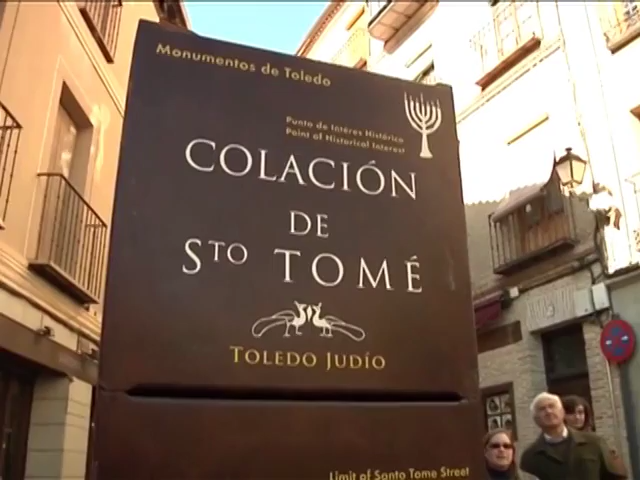 Monumentos de Toledo
Punto de Interés Histórico
Point of Historical Interest
COLACIÓN
DE
STO TOMÉ
TOLEDO JUDÍO
Limit of Santo Tome Street